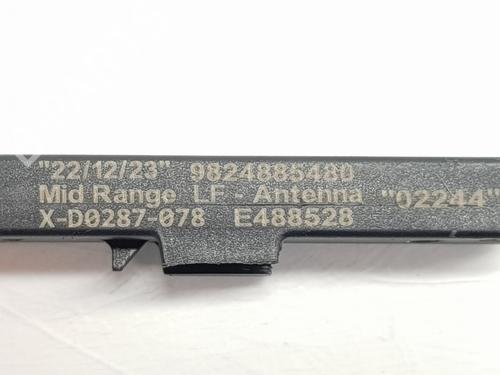 "22/12/23" 9824885480
Mid Range LF - Antenna "02244"
X-D0287-078 E488528